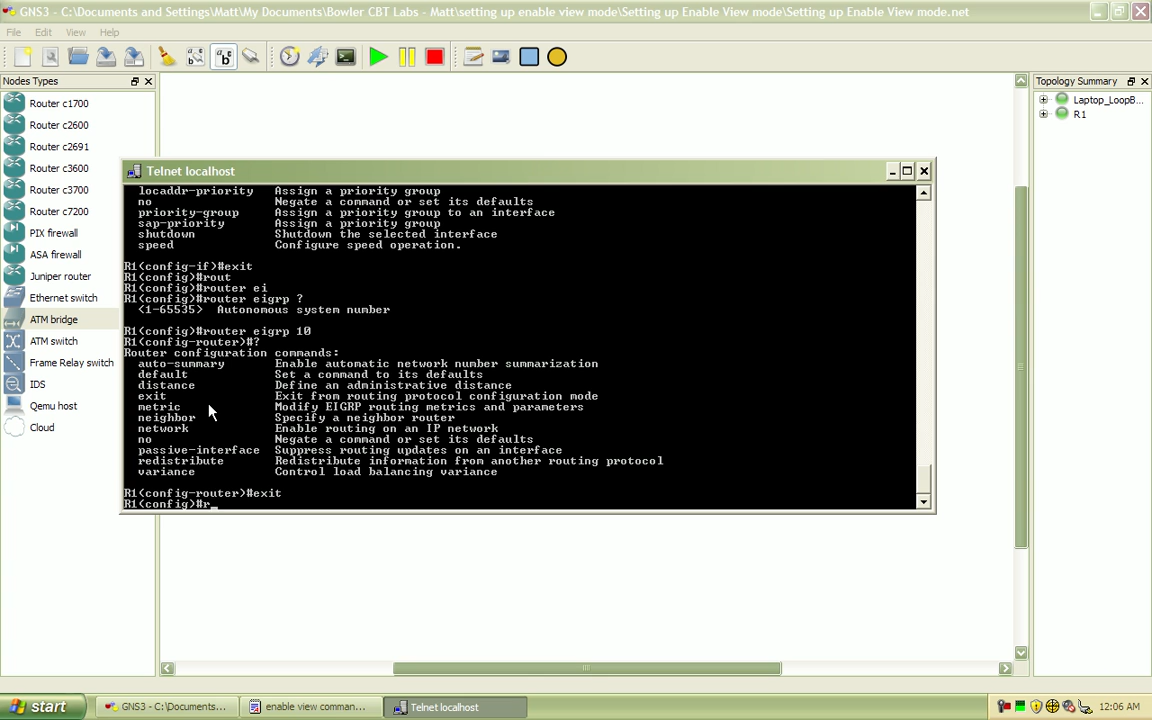 GNS3 - C:\Documents and Settings\Matt\My Documents\Bowler CBT Labs - Matt\setting up enable view mode\Setting up Enable View mode\Setting up Enable View mode.net
File Edit View Help
Nodes Types
Router c1700
Router c2600
Router c2691
Router c3600
Router c3700
Router c7200
PIX firewall
ASA firewall
Juniper router
Ethernet switch
ATM bridge
ATM switch
Frame Relay switch
IDS
Qemu host
Cloud
Telnet localhost
locaddr-priority Assign a priority group
no Negate a command or set its defaults
priority-group Assign a priority group to an interface
sap-priority Assign a priority group
shutdown Shutdown the selected interface
speed Configure speed operation.
R1(config-if)#exit
R1(config)#rout
R1(config)#router ei
R1(config)#router eigrp ?
<1-65535> Autonomous system number
R1(config)#router eigrp 10
R1(config-router)#?
Router configuration commands:
auto-summary Enable automatic network number summarization
default Set a command to its defaults
distance Define an administrative distance
exit Exit from routing protocol configuration mode
metric Modify EIGRP routing metrics and parameters
neighbor Specify a neighbor router
network Enable routing on an IP network
no Negate a command or set its defaults
passive-interface Suppress routing updates on an interface
redistribute Redistribute information from another routing protocol
variance Control load balancing variance
R1(config-router)#exit
R1(config)#r_
Topology Summary
Laptop_LoopB...
R1
start
GNS3 - C:\Documents...
enable view comman...
Telnet localhost
12:06 AM